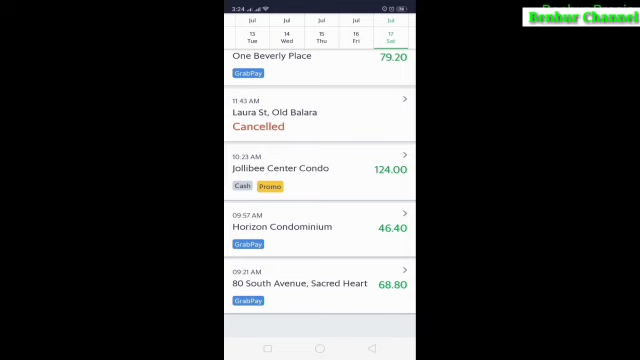 3:24
Benhur Channel
Jul Jul Jul Jul Jul
13 14 15 16 17
Tue Wed Thu Fri Sat
One Beverly Place
79.20
GrabPay
11:43 AM
Laura St, Old Balara
Cancelled
10:23 AM
Jollibee Center Condo
124.00
Cash Promo
09:57 AM
Horizon Condominium
46.40
GrabPay
09:21 AM
80 South Avenue, Sacred Heart
68.80
GrabPay